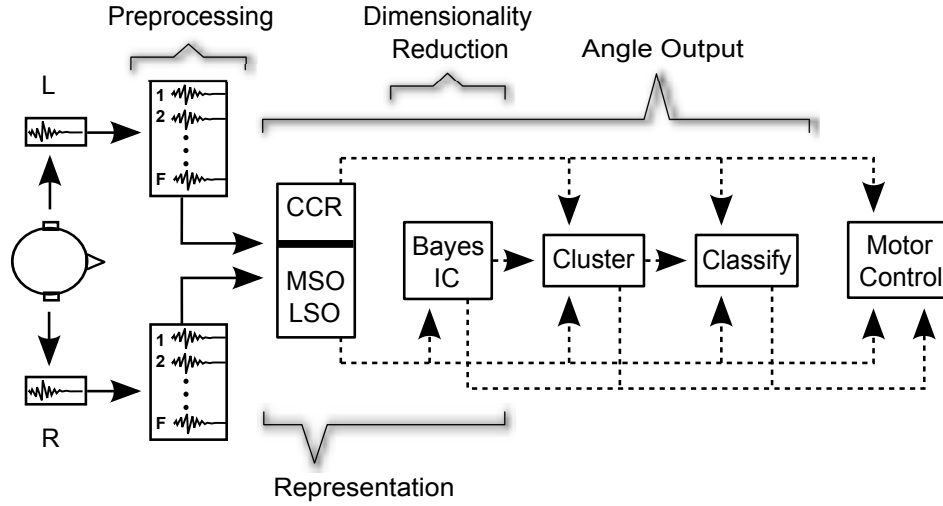 Preprocessing
Dimensionality
Reduction
Angle Output
L
1
2
F
CCR
MSO
LSO
Bayes
IC
Cluster
Classify
Motor
Control
1
2
F
R
Representation